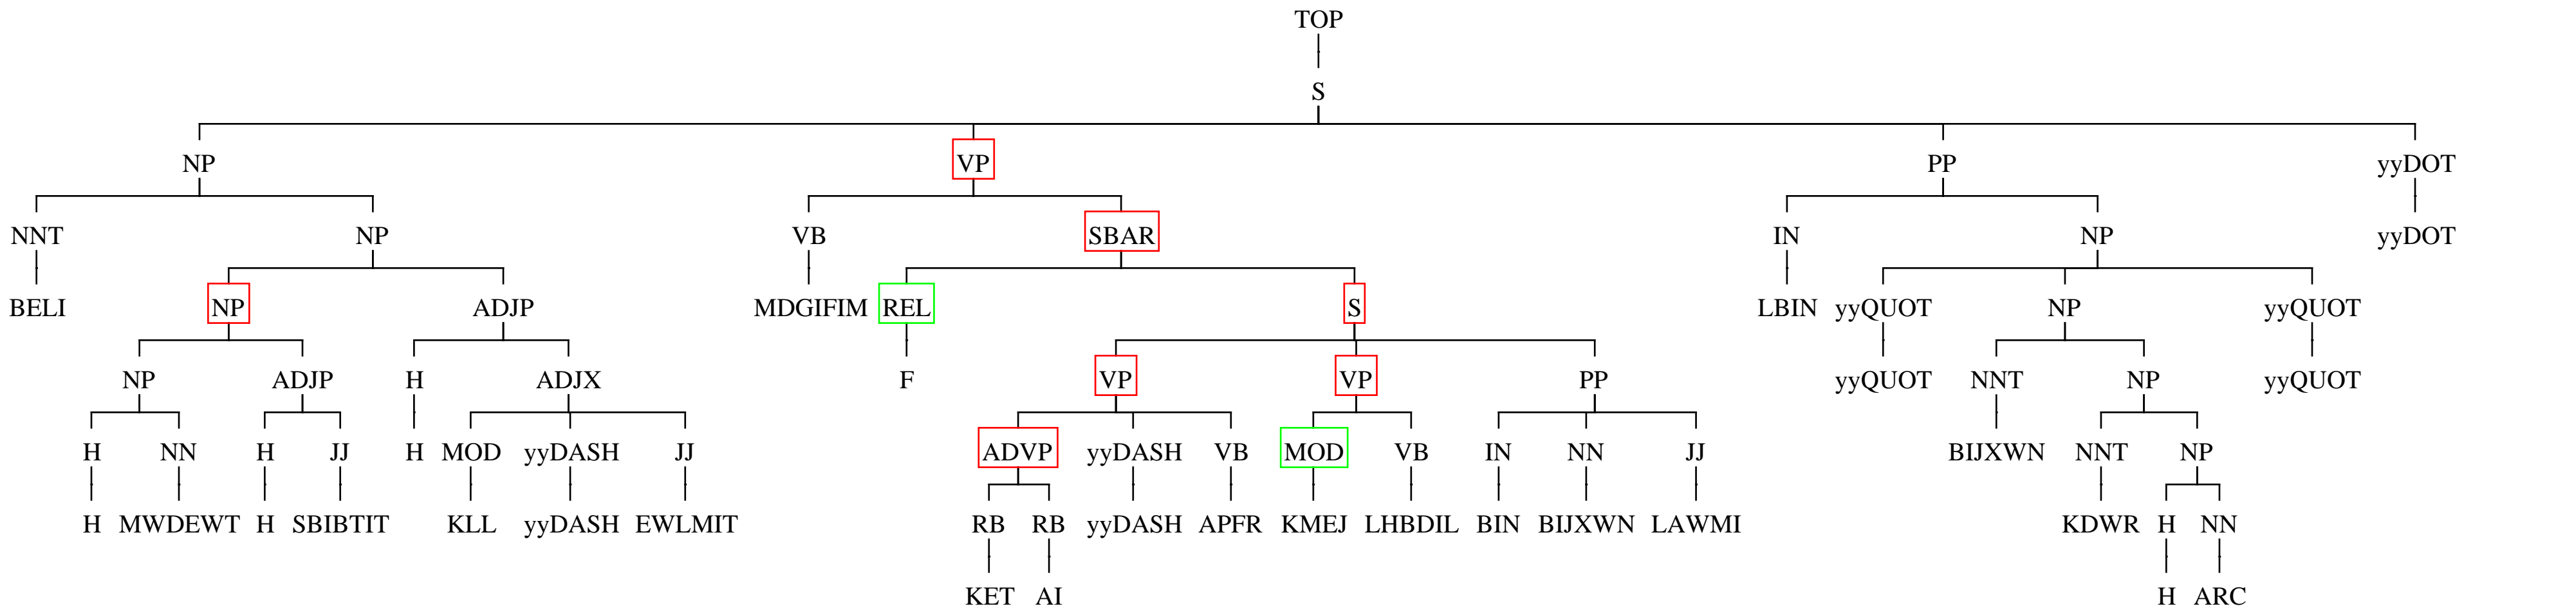 TOP
S
NP VP PP yyDOT
NNT NP VB SBAR IN NP yyDOT
BELI NP ADJP MDGIFIM REL S LBIN yyQUOT NP yyQUOT
NP ADJP H ADJX F VP VP PP yyQUOT NNT NP yyQUOT
H NN H JJ H MOD yyDASH JJ ADVP yyDASH VB MOD VB IN NN JJ BIJXWN NNT NP
H MWDEWT H SBIBTIT KLL yyDASH EWLMIT RB RB yyDASH APFR KMEJ LHBDIL BIN BIJXWN LAWMI KDWR H NN
KET AI H ARC